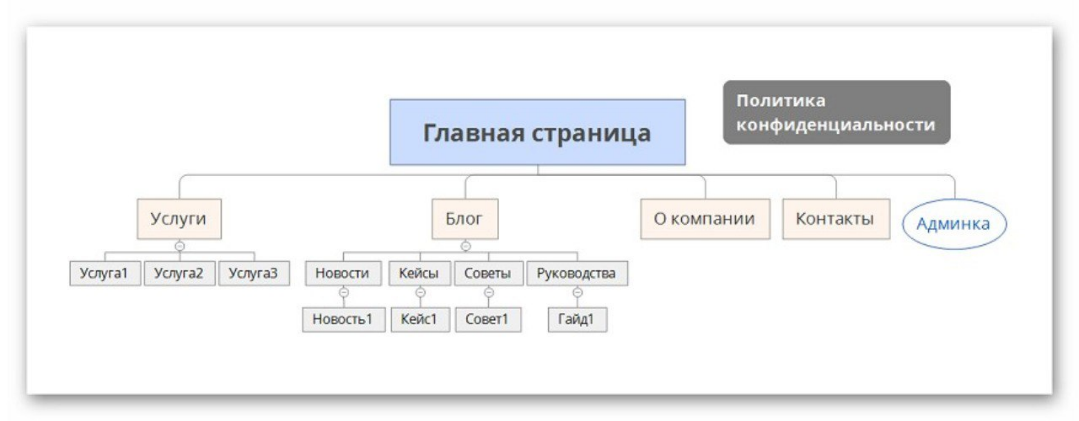 Политика
конфиденциальности
Главная страница
Услуги
Блог
О компании
Контакты
Админка
Услуга1
Услуга2
Услуга3
Новости
Кейсы
Советы
Руководства
Новость1
Кейс1
Совет1
Гайд1